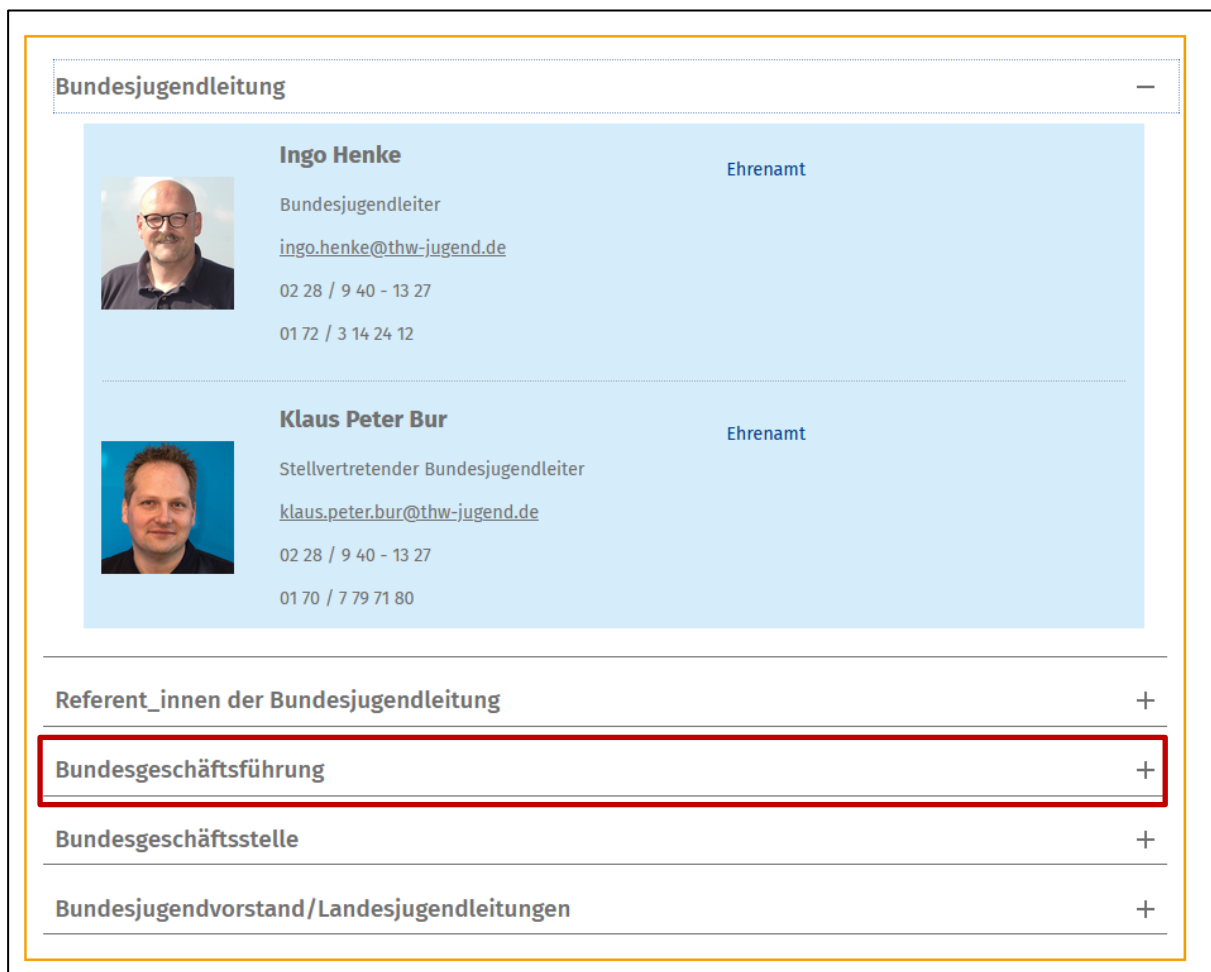 Bundesjugendleitung
Ingo Henke
Ehrenamt
Bundesjugendleiter
ingo.henke@thw-jugend.de
02 28 / 9 40 - 13 27
01 72 / 3 14 24 12
Klaus Peter Bur
Ehrenamt
Stellvertretender Bundesjugendleiter
klaus.peter.bur@thw-jugend.de
02 28 / 9 40 - 13 27
01 70 / 7 79 71 80
Referent_innen der Bundesjugendleitung
Bundesgeschäftsführung
Bundesgeschäftsstelle
Bundesjugendvorstand/Landesjugendleitungen